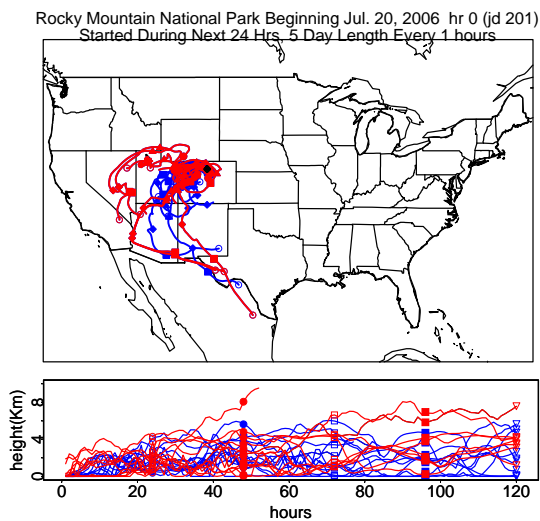 Rocky Mountain National Park Beginning Jul. 20, 2006  hr 0 (jd 201)
Started During Next 24 Hrs, 5 Day Length Every 1 hours
height(Km)
8
4
0
0 20 40 60 80 100 120
hours